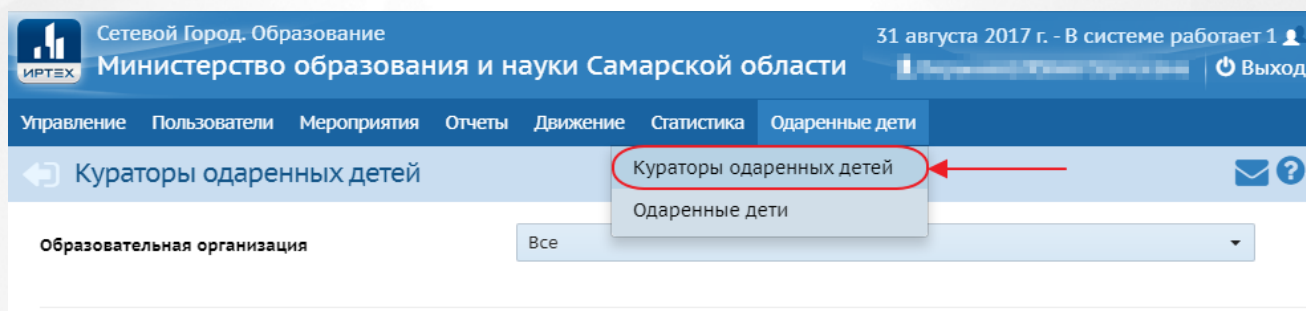 Сетевой Город. Образование
31 августа 2017 г. - В системе работает 1
ИРТЕХ
Министерство образования и науки Самарской области
Выход
Управление Пользователи Мероприятия Отчеты Движение Статистика Одаренные дети
Кураторы одаренных детей
Кураторы одаренных детей
?
Одаренные дети
Образовательная организация
Все